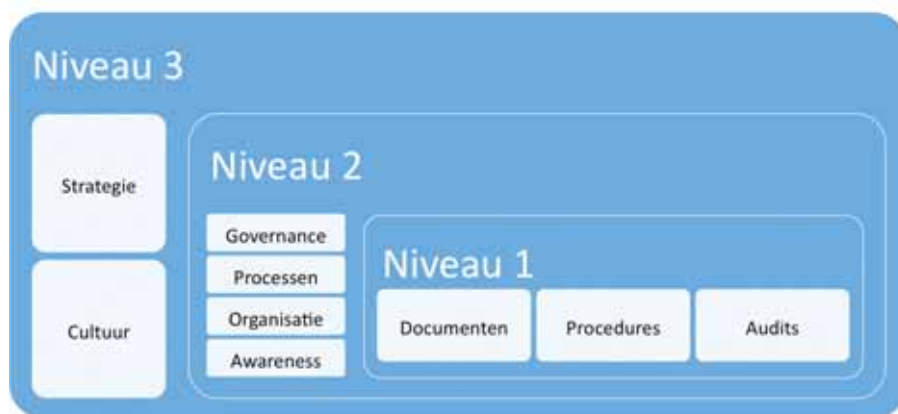 Niveau 3
Strategie
Cultuur
Niveau 2
Governance
Processen
Organisatie
Awareness
Niveau 1
Documenten
Procedures
Audits